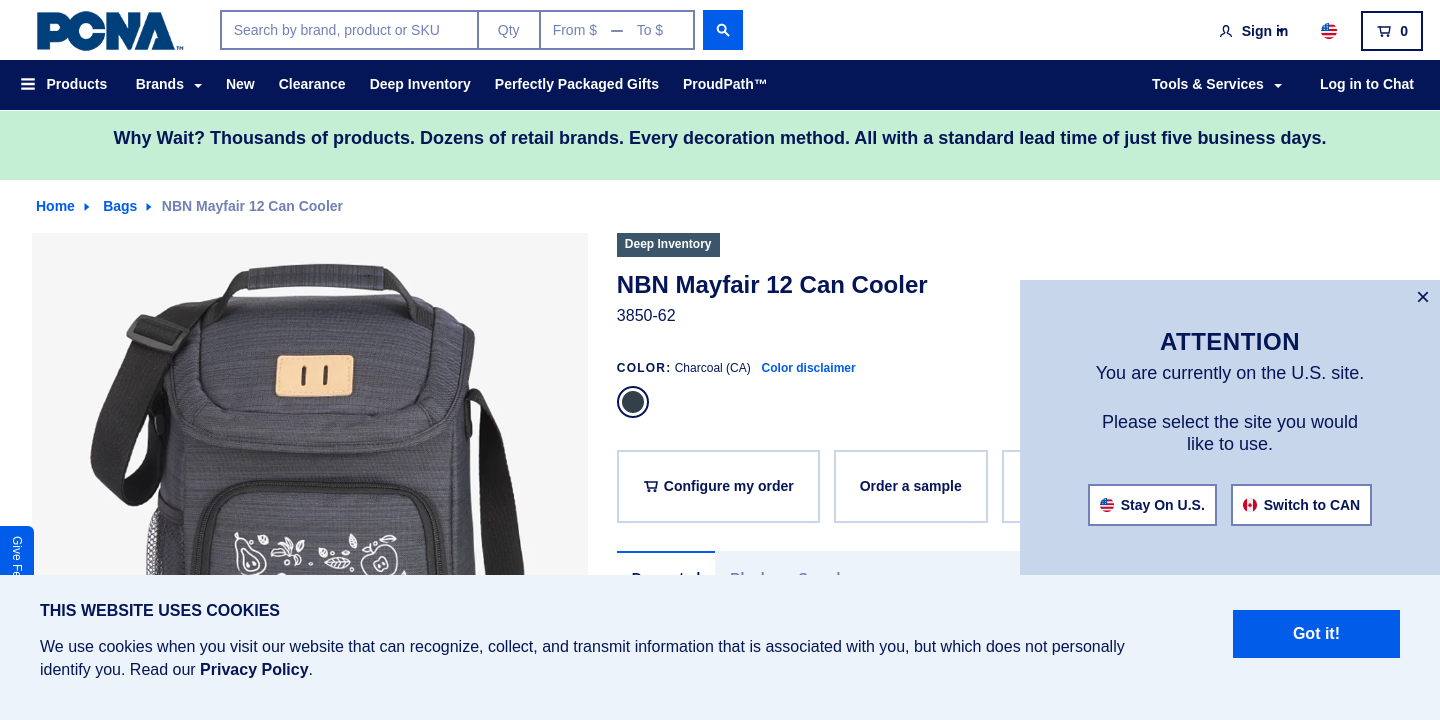 PCNA™
Search by brand, product or SKU
Qty
From $ — To $
Sign in
0
Products
Brands
New
Clearance
Deep Inventory
Perfectly Packaged Gifts
ProudPath™
Tools & Services
Log in to Chat
Why Wait? Thousands of products. Dozens of retail brands. Every decoration method. All with a standard lead time of just five business days.
Home
Bags
NBN Mayfair 12 Can Cooler
Deep Inventory
NBN Mayfair 12 Can Cooler
3850-62
COLOR: Charcoal (CA) Color disclaimer
Configure my order
Order a sample
×
ATTENTION
You are currently on the U.S. site.
Please select the site you would
like to use.
Stay On U.S.
Switch to CAN
Give
THIS WEBSITE USES COOKIES
We use cookies when you visit our website that can recognize, collect, and transmit information that is associated with you, but which does not personally
identify you. Read our Privacy Policy.
Got it!